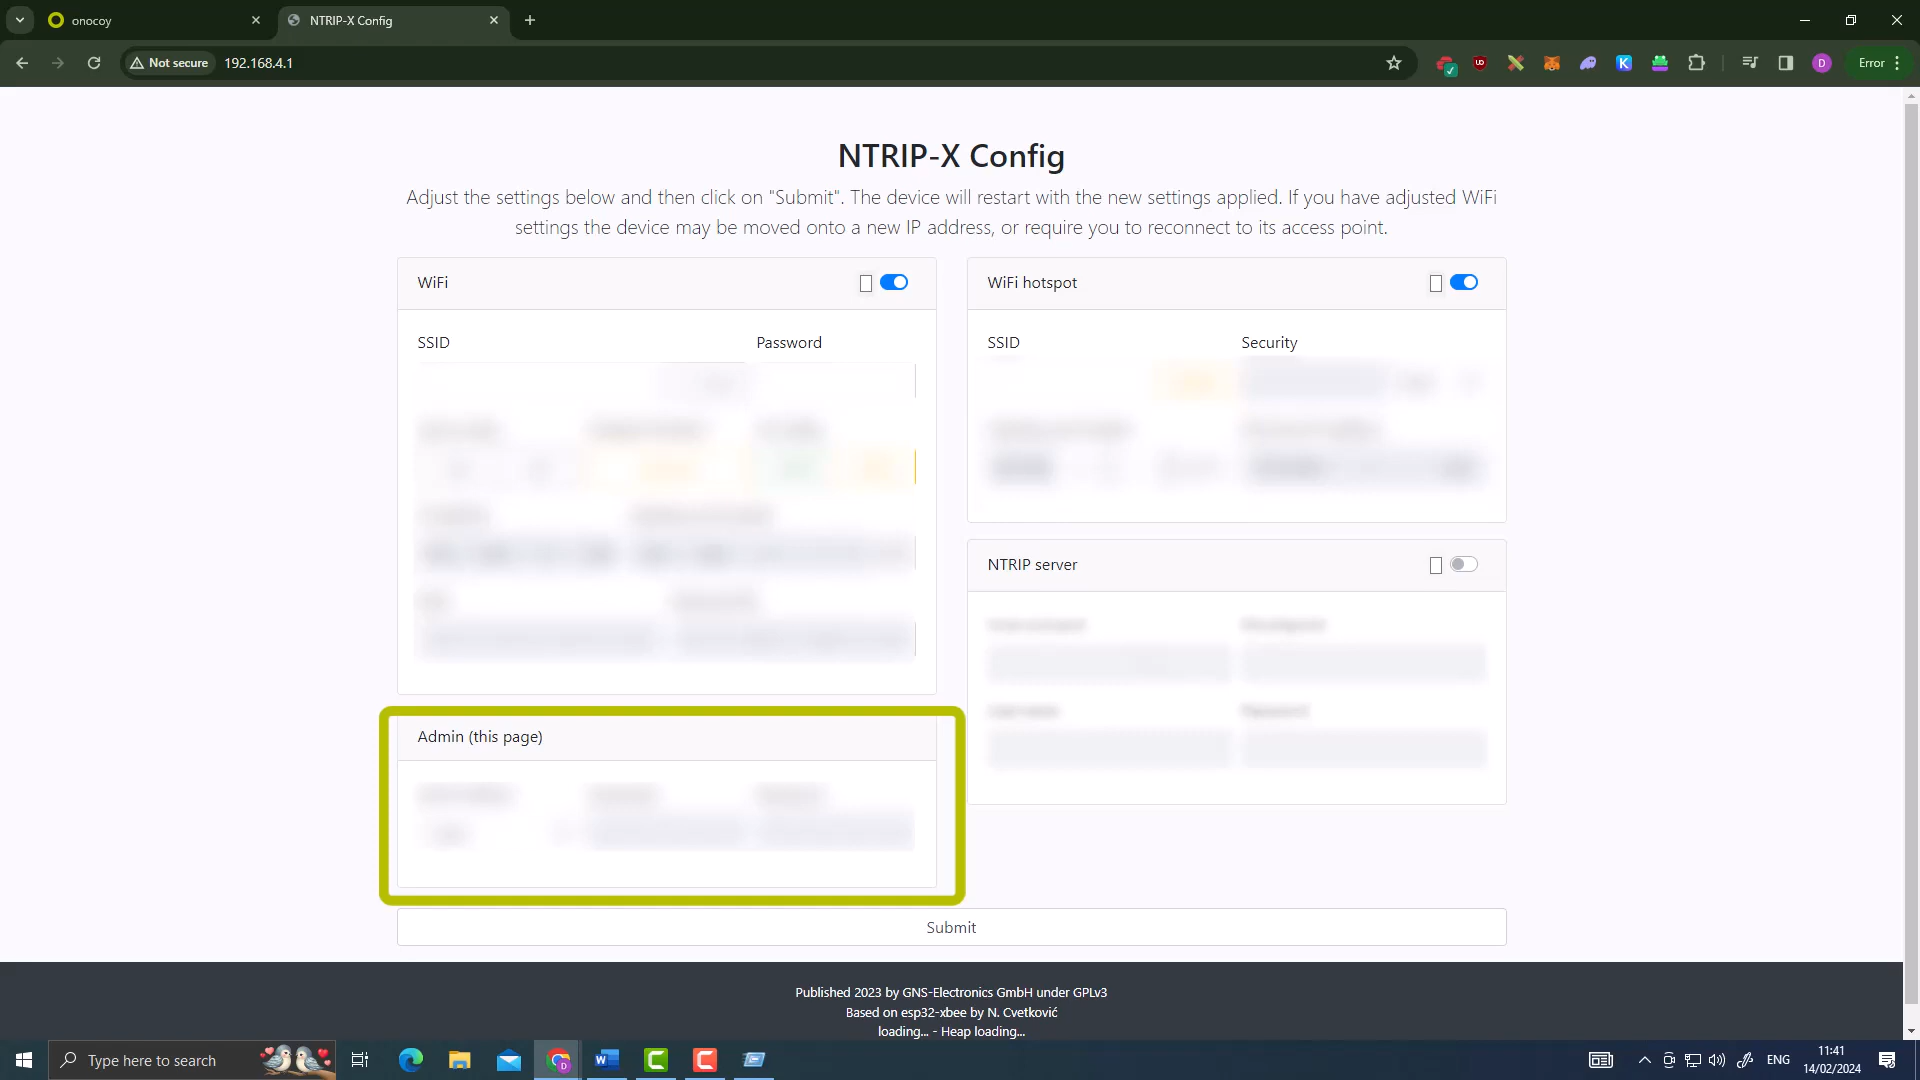 onocoy
NTRIP-X Config
Not secure
192.168.4.1
Error
NTRIP-X Config
Adjust the settings below and then click on "Submit". The device will restart with the new settings applied. If you have adjusted WiFi
settings the device may be moved onto a new IP address, or require you to reconnect to its access point.
WiFi
SSID
Password
WiFi hotspot
SSID
Security
NTRIP server
Admin (this page)
Submit
Published 2023 by GNS-Electronics GmbH under GPLv3
Based on esp32-xbee by N. Cvetković
loading... - Heap loading...
Type here to search
ENG
11:41
14/02/2024